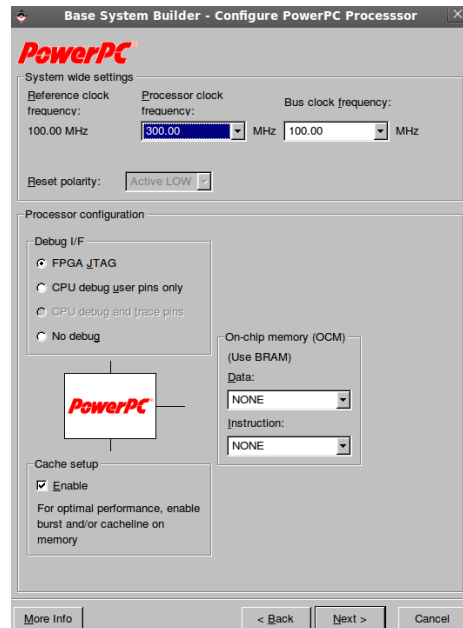 Base System Builder - Configure PowerPC Processsor
PowerPC
System wide settings
Reference clock frequency:
Processor clock frequency:
Bus clock frequency:
100.00 MHz
300.00
MHz
100.00
MHz
Reset polarity:
Active LOW
Processor configuration
Debug I/F
FPGA JTAG
CPU debug user pins only
CPU debug and trace pins
No debug
PowerPC
On-chip memory (OCM)
(Use BRAM)
Data:
NONE
Instruction:
NONE
Cache setup
Enable
For optimal performance, enable
burst and/or cacheline on
memory
More Info
< Back
Next >
Cancel